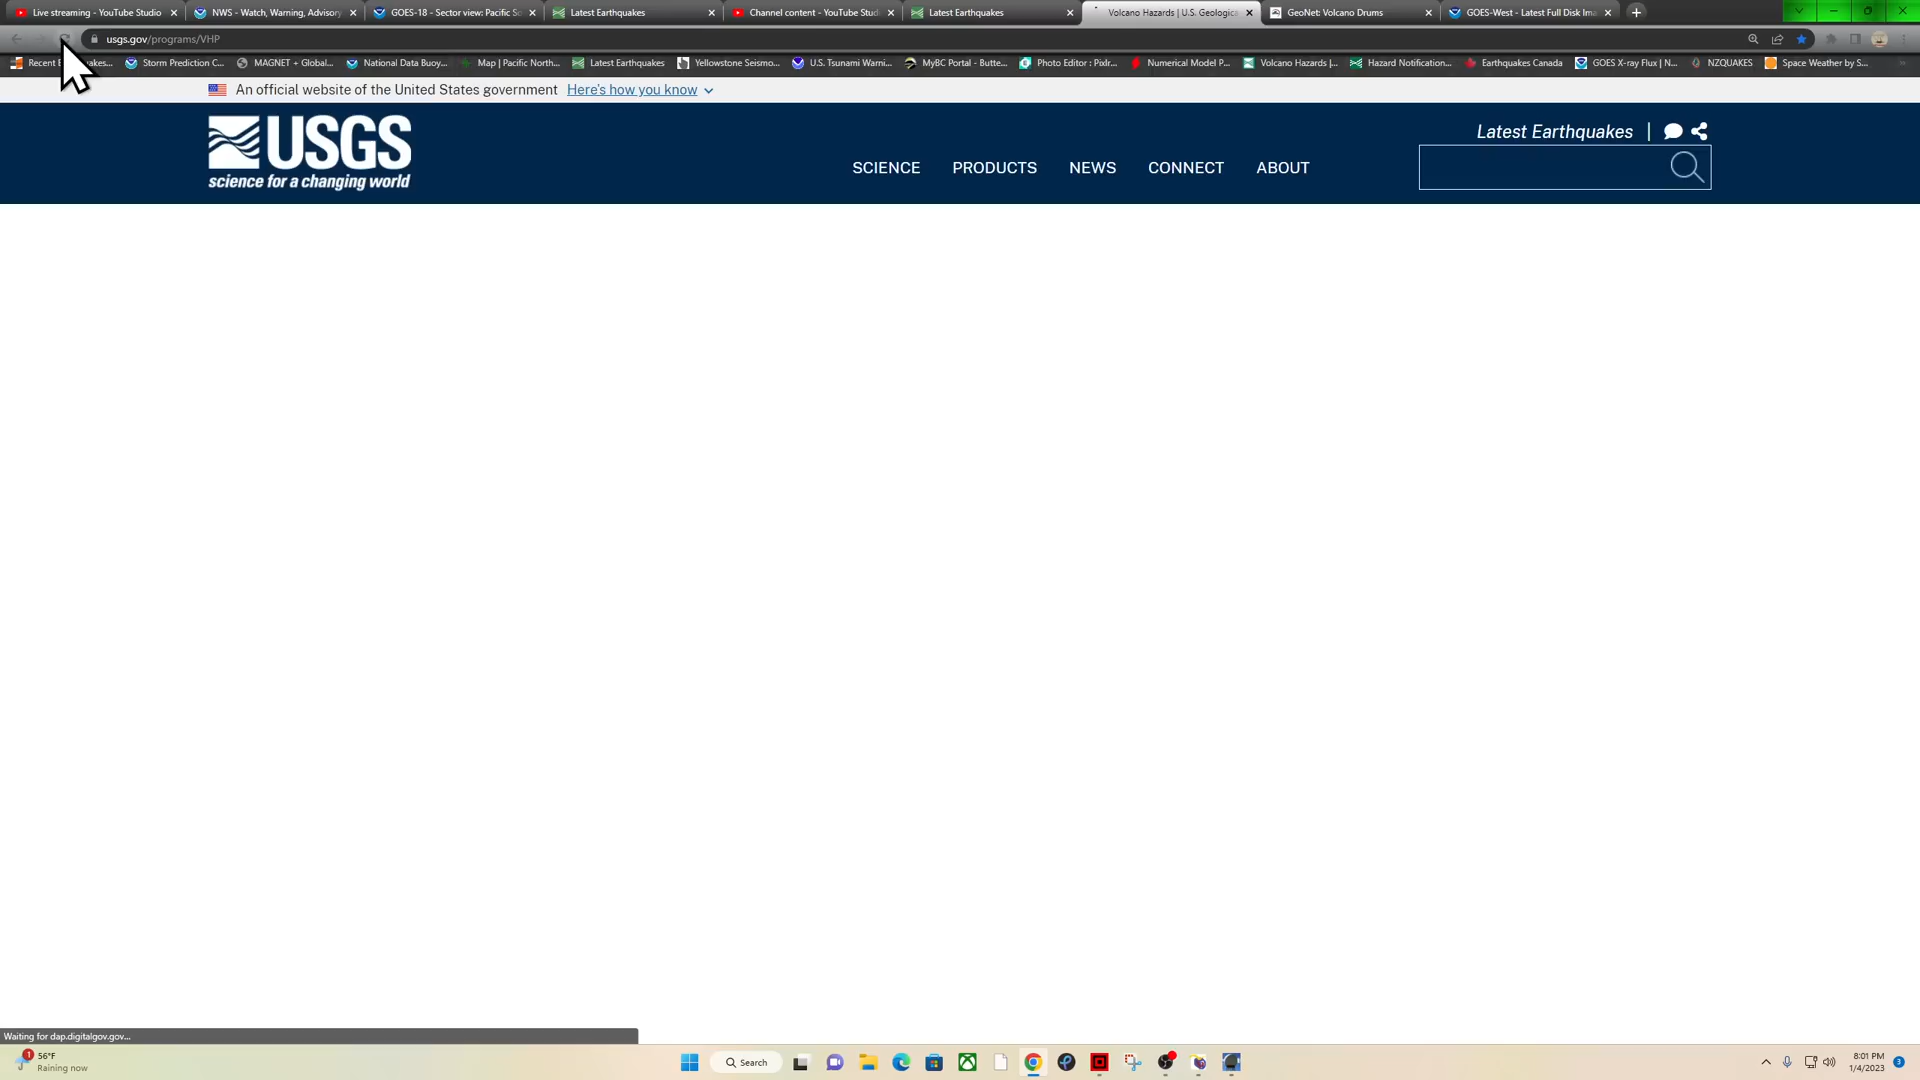 Live streaming - YouTube Studio
NWS - Watch, Warning, Advisory
GOES-18 - Sector view: Pacific So
Latest Earthquakes
Channel content - YouTube Stud
Latest Earthquakes
Volcano Hazards | U.S. Geologica
GeoNet: Volcano Drums
GOES-West - Latest Full Disk Ima
usgs.gov/programs/VHP
Storm Prediction C...
MAGNET + Global...
National Data Buoy...
Map | Pacific North...
Latest Earthquakes
Yellowstone Seismo...
U.S. Tsunami Warni...
MyBC Portal - Butte...
Photo Editor : Pixlr...
Numerical Model P...
Volcano Hazards |...
Hazard Notification...
Earthquakes Canada
GOES X-ray Flux | N...
NZQUAKES
Space Weather by S...
An official website of the United States government Here's how you know
USGS
science for a changing world
SCIENCE
PRODUCTS
NEWS
CONNECT
ABOUT
Latest Earthquakes |
Waiting for dap.digitalgov.gov...
1
56°F
Raining now
Search
8:01 PM
1/4/2023
3